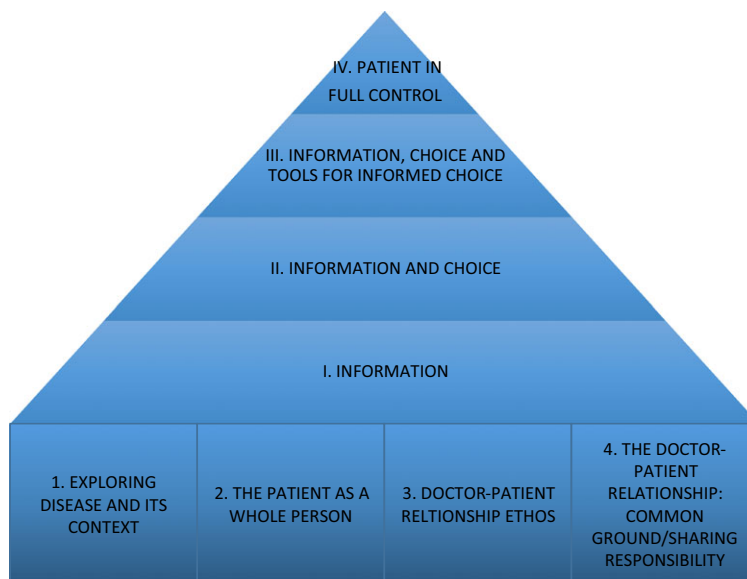 IV. PATIENT IN
FULL CONTROL
III. INFORMATION, CHOICE AND
TOOLS FOR INFORMED CHOICE
II. INFORMATION AND CHOICE
I. INFORMATION
1. EXPLORING
DISEASE AND ITS
CONTEXT
2. THE PATIENT AS A
WHOLE PERSON
3. DOCTOR-PATIENT
RELTIONSHIP ETHOS
4. THE DOCTOR-
PATIENT
RELATIONSHIP:
COMMON
GROUND/SHARING
RESPONSIBILITY